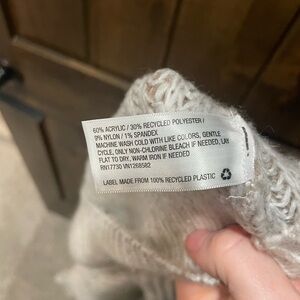 60% ACRYLIC / 30% RECYCLED POLYESTER /
9% NYLON / 1% SPANDEX
MACHINE WASH COLD WITH LIKE COLORS, GENTLE
CYCLE, ONLY NON-CHLORINE BLEACH IF NEEDED, LAY
FLAT TO DRY, WARM IRON IF NEEDED
RN17730 VN1268582
LABEL MADE FROM 100% RECYCLED PLASTIC